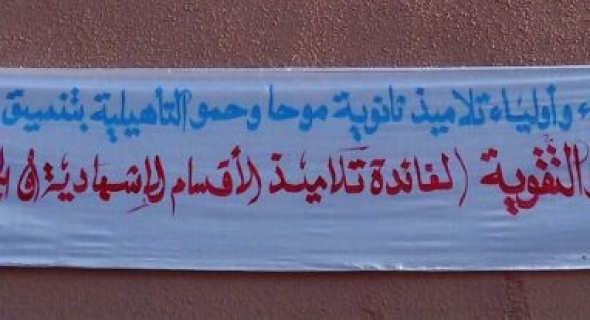 ء وأولياء تلاميذ ثانوية موحا وحمو التأهيلية بتنسيق
التقوية (لفائدة تلاميذ الأقسام الإشهادية) في